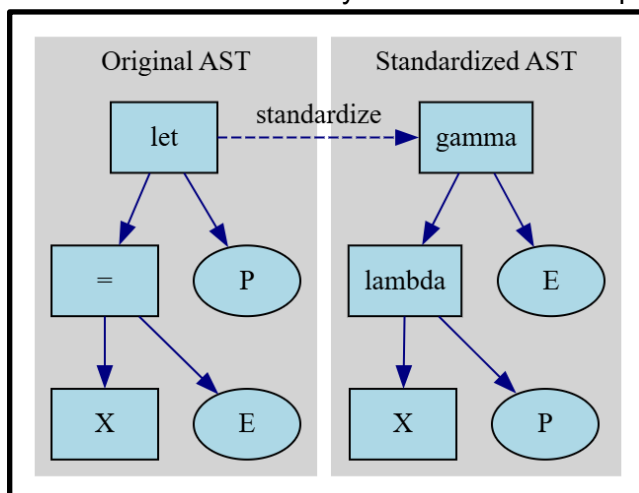 Original AST
Standardized AST
let
standardize
gamma
=
P
lambda
E
X
E
X
P